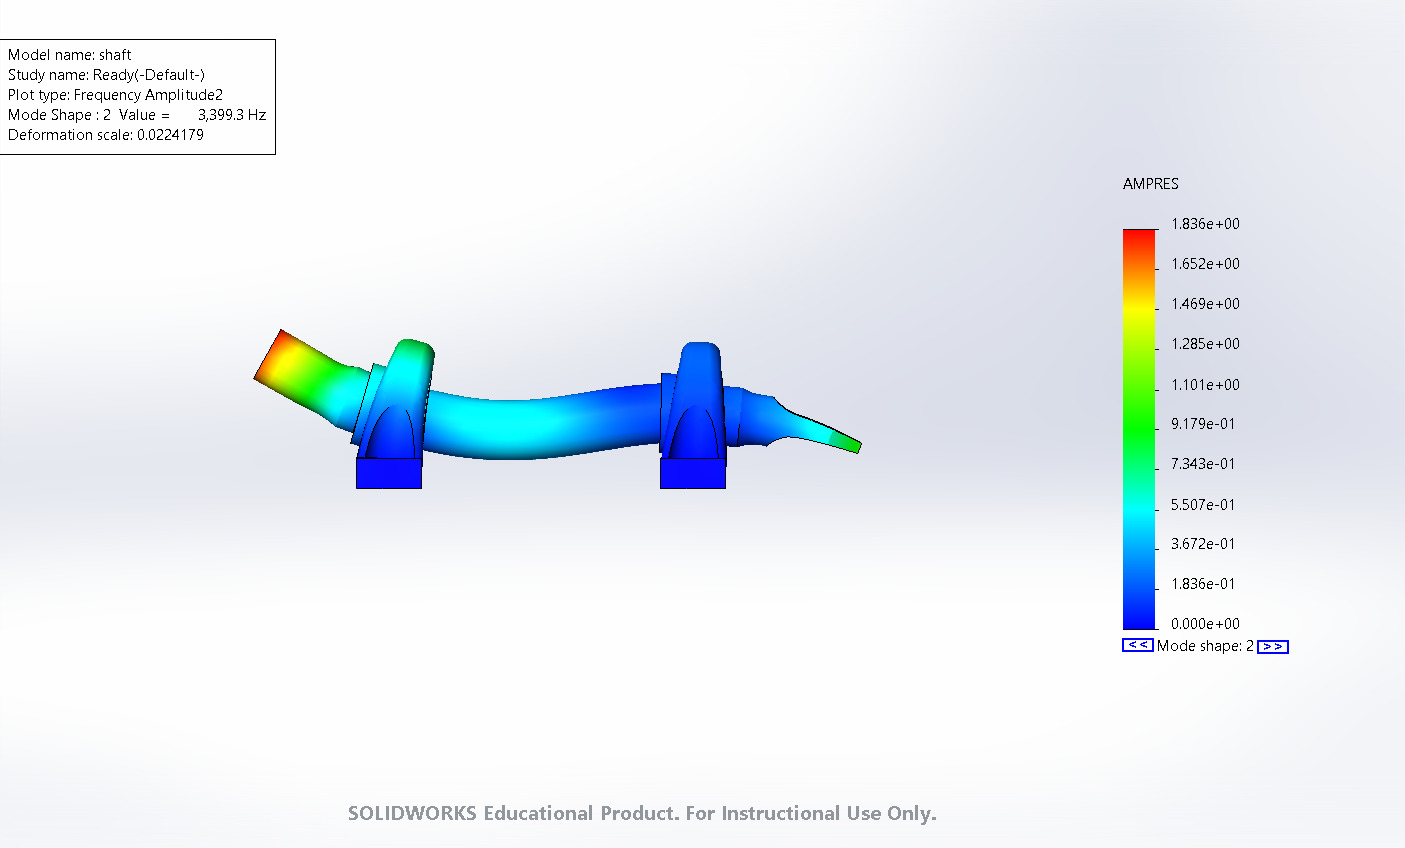 Model name: shaft
Study name: Ready(-Default-)
Plot type: Frequency Amplitude2
Mode Shape : 2 Value = 3,399.3 Hz
Deformation scale: 0.0224179
AMPRES
1.836e+00
1.652e+00
1.469e+00
1.285e+00
1.101e+00
9.179e-01
7.343e-01
5.507e-01
3.672e-01
1.836e-01
0.000e+00
<< Mode shape: 2 >>
SOLIDWORKS Educational Product. For Instructional Use Only.